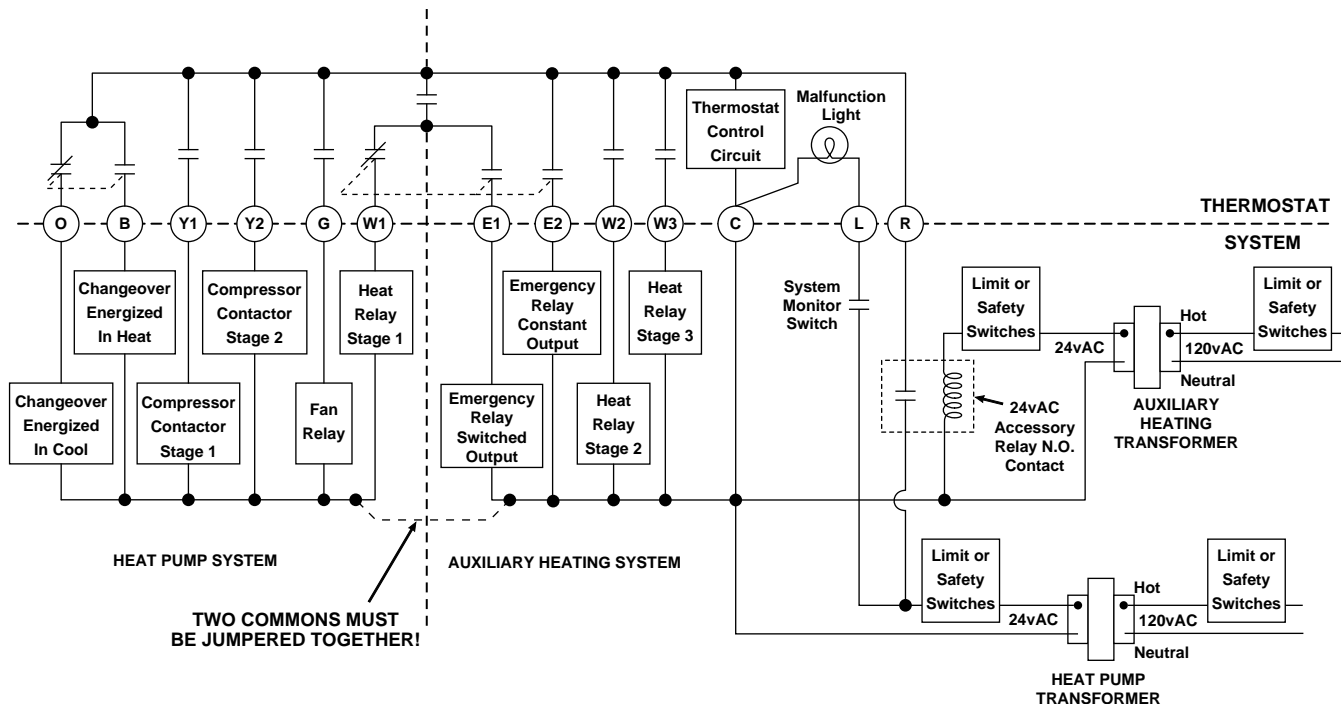 Thermostat
Control
Circuit
Malfunction
Light
O
B
Y1
Y2
G
W1
E1
E2
W2
W3
C
L
R
THERMOSTAT
SYSTEM
Changeover
Energized
In Heat
Compressor
Contactor
Stage 2
Heat
Relay
Stage 1
Emergency
Relay
Constant
Output
Heat
Relay
Stage 3
System
Monitor
Switch
Limit or
Safety
Switches
Hot
24vAC
120vAC
Neutral
Limit or
Safety
Switches
AUXILIARY
HEATING
TRANSFORMER
Changeover
Energized
In Cool
Compressor
Contactor
Stage 1
Fan
Relay
Emergency
Relay
Switched
Output
Heat
Relay
Stage 2
24vAC
Accessory
Relay N.O.
Contact
HEAT PUMP SYSTEM
AUXILIARY HEATING SYSTEM
TWO COMMONS MUST
BE JUMPERED TOGETHER!
Limit or
Safety
Switches
Hot
24vAC
120vAC
Neutral
Limit or
Safety
Switches
HEAT PUMP
TRANSFORMER